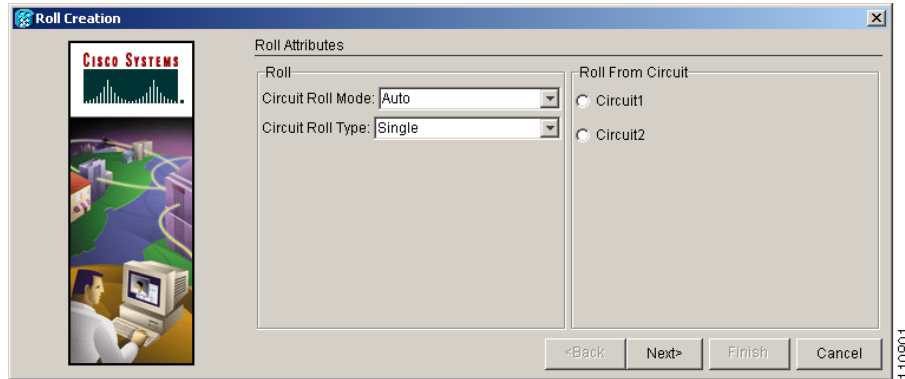 Roll Creation
CISCO SYSTEMS
Roll Attributes
Roll
Circuit Roll Mode: Auto
Circuit Roll Type: Single
Roll From Circuit
Circuit1
Circuit2
<Back
Next>
Finish
Cancel
110901